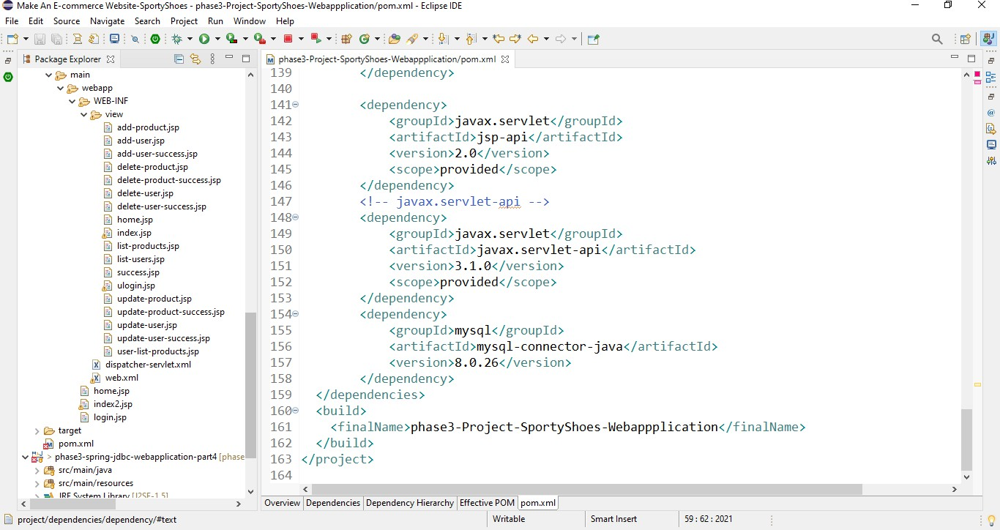 Make An E-commerce Website-SportyShoes - phase3-Project-SportyShoes-Webappplication/pom.xml - Eclipse IDE
File Edit Source Navigate Search Project Run Window Help
Package Explorer
main
webapp
WEB-INF
view
add-product.jsp
add-user.jsp
add-user-success.jsp
delete-product.jsp
delete-product-success.jsp
delete-user.jsp
delete-user-success.jsp
home.jsp
index.jsp
list-products.jsp
list-users.jsp
success.jsp
ulogin.jsp
update-product.jsp
update-product-success.jsp
update-user.jsp
update-user-success.jsp
user-list-products.jsp
dispatcher-servlet.xml
web.xml
home.jsp
index2.jsp
login.jsp
target
pom.xml
> phase3-spring-jdbc-webapplication-part4 [phase
src/main/java
src/main/resources
JRE System Library [J2SE-1.5]
phase3-Project-SportyShoes-Webappplication/pom.xml
139 </dependency>
140
141 <dependency>
142 <groupId>javax.servlet</groupId>
143 <artifactId>jsp-api</artifactId>
144 <version>2.0</version>
145 <scope>provided</scope>
146 </dependency>
147 <!-- javax.servlet-api -->
148 <dependency>
149 <groupId>javax.servlet</groupId>
150 <artifactId>javax.servlet-api</artifactId>
151 <version>3.1.0</version>
152 <scope>provided</scope>
153 </dependency>
154 <dependency>
155 <groupId>mysql</groupId>
156 <artifactId>mysql-connector-java</artifactId>
157 <version>8.0.26</version>
158 </dependency>
159 </dependencies>
160 <build>
161 <finalName>phase3-Project-SportyShoes-Webappplication</finalName>
162 </build>
163 </project>
164
Overview Dependencies Dependency Hierarchy Effective POM pom.xml
project/dependencies/dependency/#text Writable Smart Insert 59 : 62 : 2021